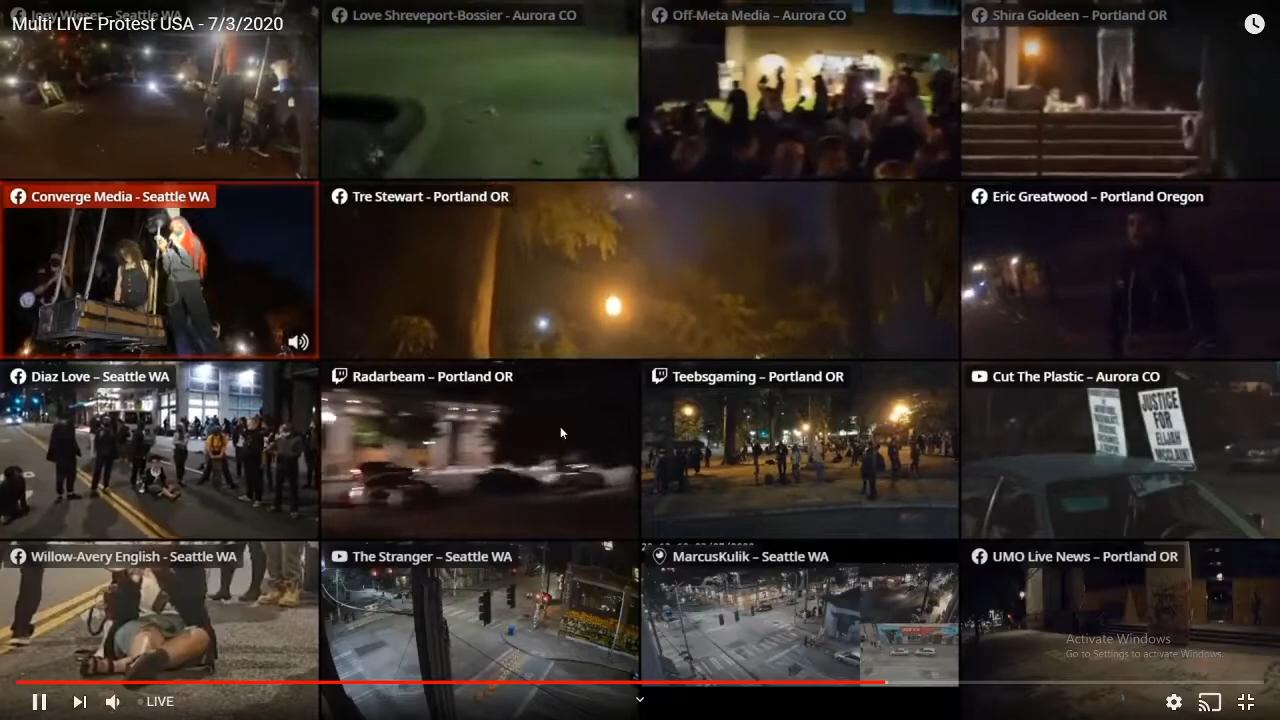 Joey Wieser – Seattle WA
Multi LIVE Protest USA - 7/3/2020
Love Shreveport-Bossier - Aurora CO
Off-Meta Media – Aurora CO
Shira Goldeen – Portland OR
Converge Media - Seattle WA
Tre Stewart - Portland OR
Eric Greatwood – Portland Oregon
Diaz Love – Seattle WA
Radarbeam – Portland OR
Teebsgaming – Portland OR
Cut The Plastic – Aurora CO
JUSTICE
FOR
ELIJAH
MCCLAIN
Willow-Avery English - Seattle WA
The Stranger – Seattle WA
MarcusKulik – Seattle WA
UMO Live News – Portland OR
Activate Windows
Go to Settings to activate Windows.
LIVE